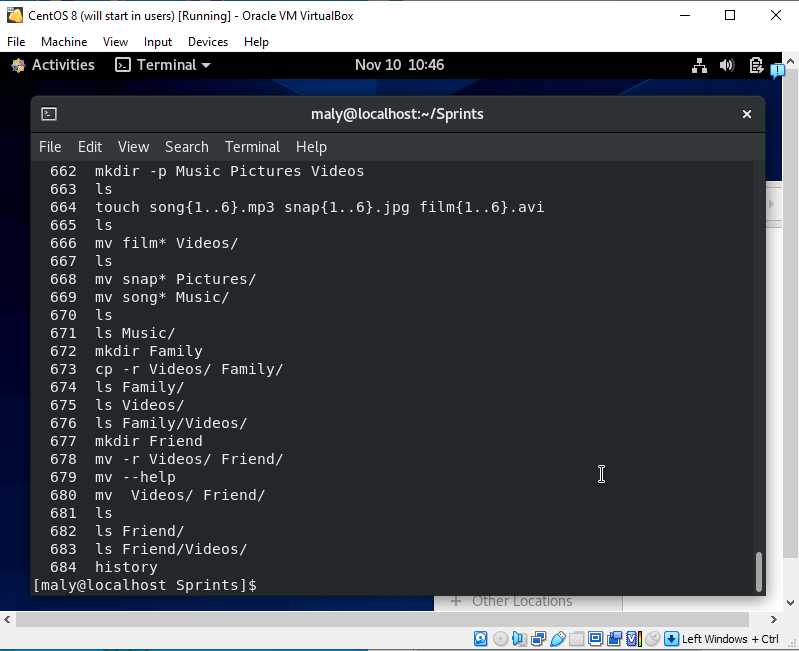 CentOS 8 (will start in users) [Running] - Oracle VM VirtualBox
File Machine View Input Devices Help
Activities Terminal Nov 10 10:46
maly@localhost:~/Sprints
File Edit View Search Terminal Help
662 mkdir -p Music Pictures Videos
663 ls
664 touch song{1..6}.mp3 snap{1..6}.jpg film{1..6}.avi
665 ls
666 mv film* Videos/
667 ls
668 mv snap* Pictures/
669 mv song* Music/
670 ls
671 ls Music/
672 mkdir Family
673 cp -r Videos/ Family/
674 ls Family/
675 ls Videos/
676 ls Family/Videos/
677 mkdir Friend
678 mv -r Videos/ Friend/
679 mv --help
680 mv  Videos/ Friend/
681 ls
682 ls Friend/
683 ls Friend/Videos/
684 history
[maly@localhost Sprints]$
+ Other Locations
Left Windows + Ctrl